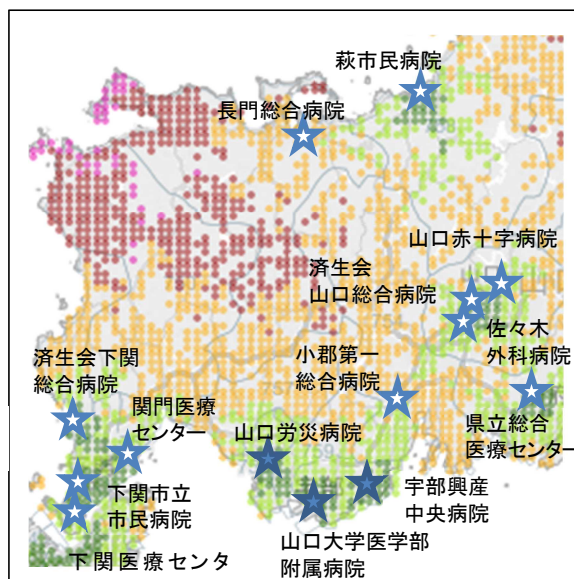 萩市民病院
長門総合病院
山口赤十字病院
済生会
山口総合病院
佐々木
外科病院
小郡第一
総合病院
済生会下関
総合病院
関門医療
センター
山口労災病院
県立総合
医療センター
宇部興産
中央病院
下関市立
市民病院
山口大学医学部
附属病院
下関医療センタ